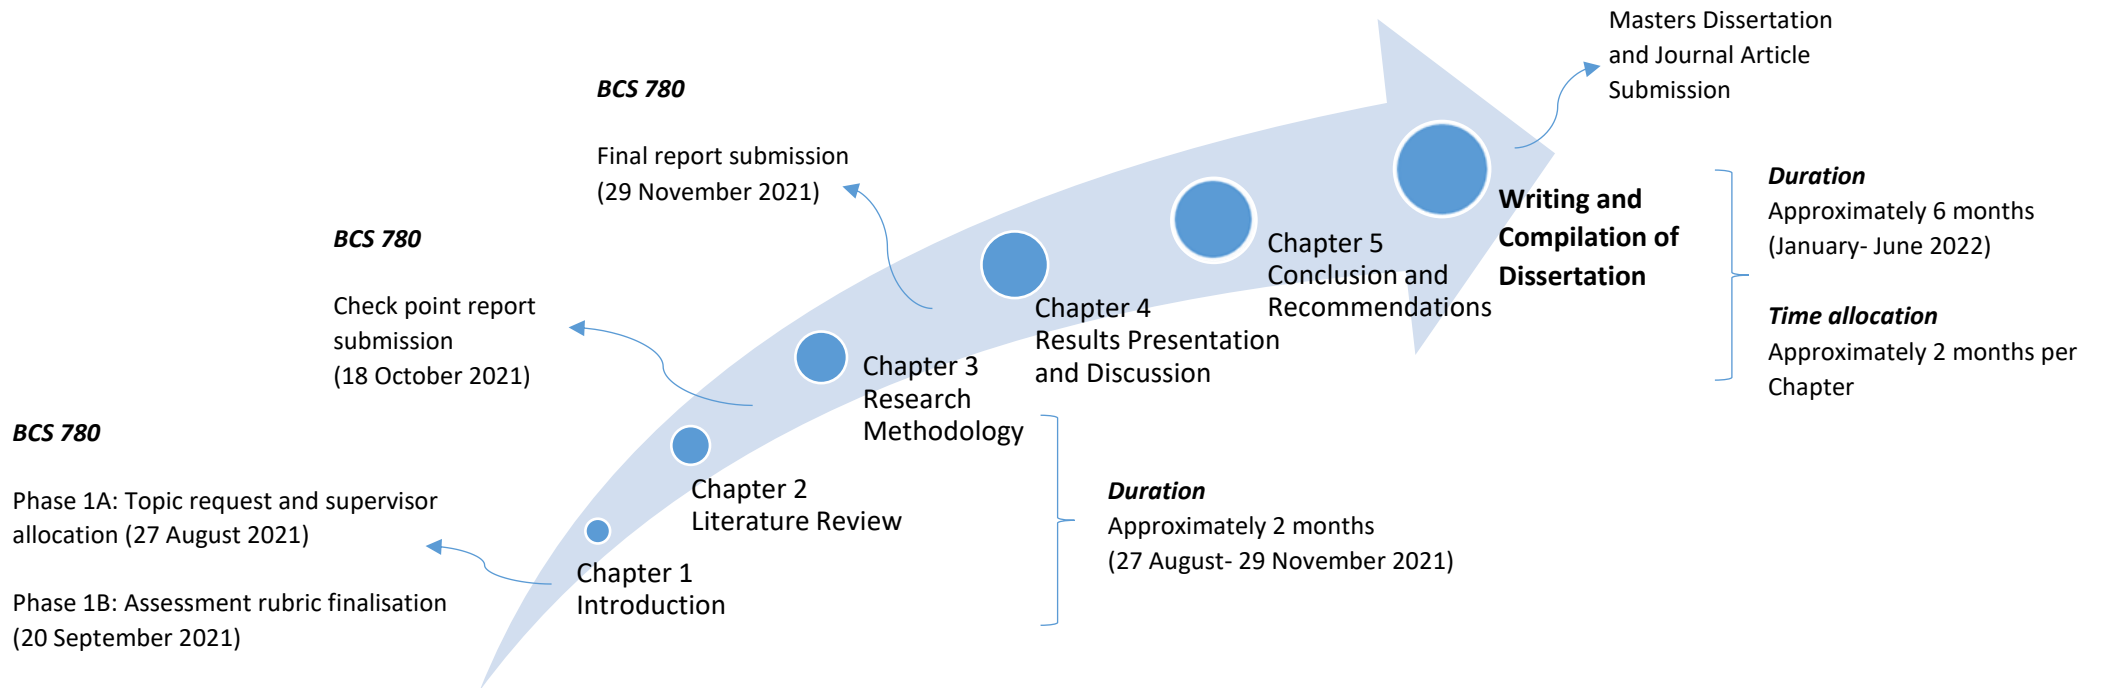 Masters Dissertation
and Journal Article
Submission
BCS 780
Final report submission
(29 November 2021)
Duration
Approximately 6 months
(January- June 2022)
Time allocation
Approximately 2 months per
Chapter
Writing and
Compilation of
Dissertation
BCS 780
Check point report
submission
(18 October 2021)
Chapter 5
Conclusion and
Recommendations
Chapter 4
Results Presentation
and Discussion
Chapter 3
Research
Methodology
BCS 780
Phase 1A: Topic request and supervisor
allocation (27 August 2021)
Phase 1B: Assessment rubric finalisation
(20 September 2021)
Chapter 2
Literature Review
Chapter 1
Introduction
Duration
Approximately 2 months
(27 August- 29 November 2021)